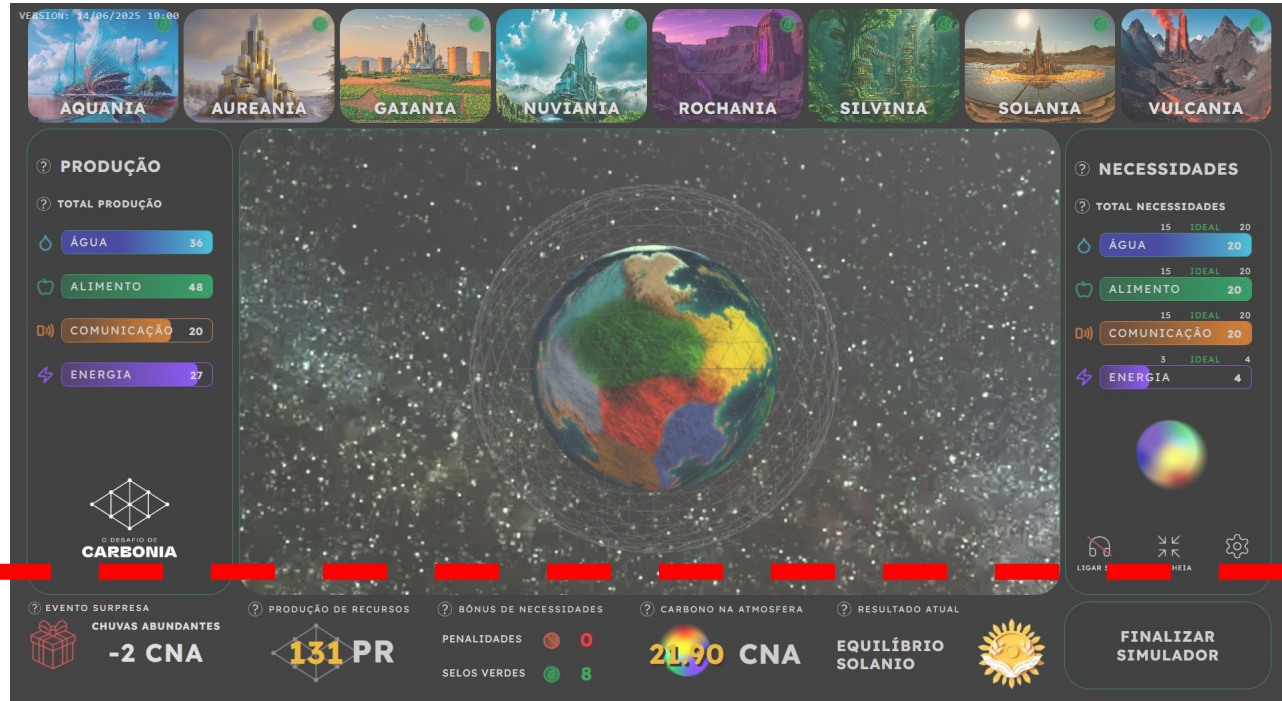 VERSION: 14/06/2025 10:00
AQUANIA
AUREANIA
GAIANIA
NUVIANIA
ROCHANIA
SILVINIA
SOLANIA
VULCANIA
? PRODUÇÃO
? TOTAL PRODUÇÃO
ÁGUA 36
ALIMENTO 48
COMUNICAÇÃO 20
ENERGIA 27
O DESAFIO DE
CARBONIA
? NECESSIDADES
? TOTAL NECESSIDADES
15 IDEAL 20
ÁGUA 20
15 IDEAL 20
ALIMENTO 20
15 IDEAL 20
COMUNICAÇÃO 20
3 IDEAL 4
ENERGIA 4
LIGAR
HEIA
? EVENTO SURPRESA
CHUVAS ABUNDANTES
-2 CNA
? PRODUÇÃO DE RECURSOS
131 PR
? BÔNUS DE NECESSIDADES
PENALIDADES 0
SELOS VERDES 8
? CARBONO NA ATMOSFERA
21.90 CNA
? RESULTADO ATUAL
EQUILÍBRIO
SOLANIO
FINALIZAR
SIMULADOR